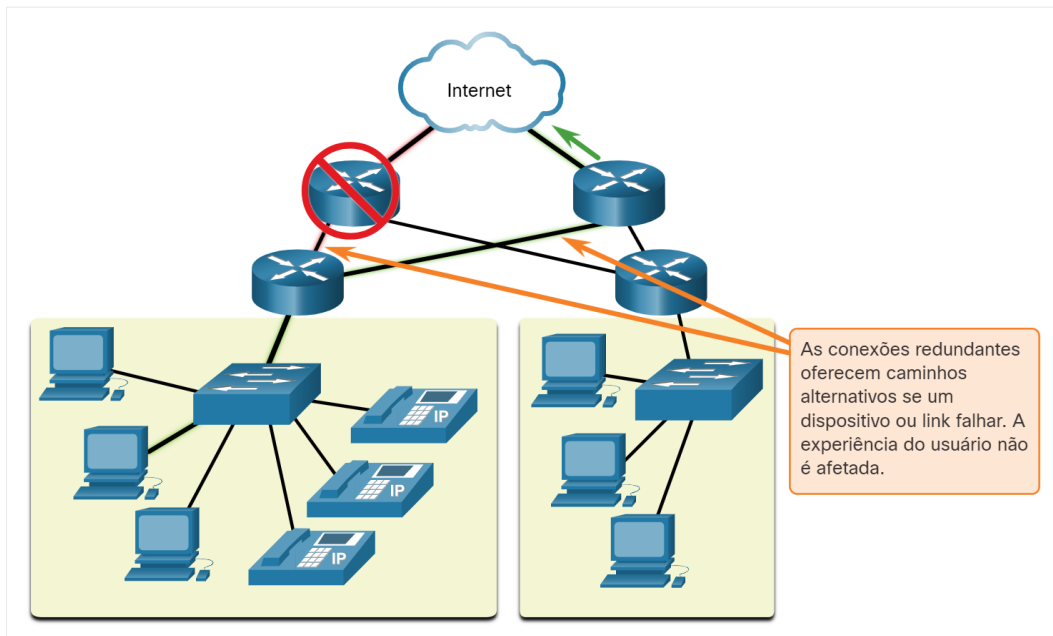 Internet
IP
IP
IP
As conexões redundantes
oferecem caminhos
alternativos se um
dispositivo ou link falhar. A
experiência do usuário não
é afetada.